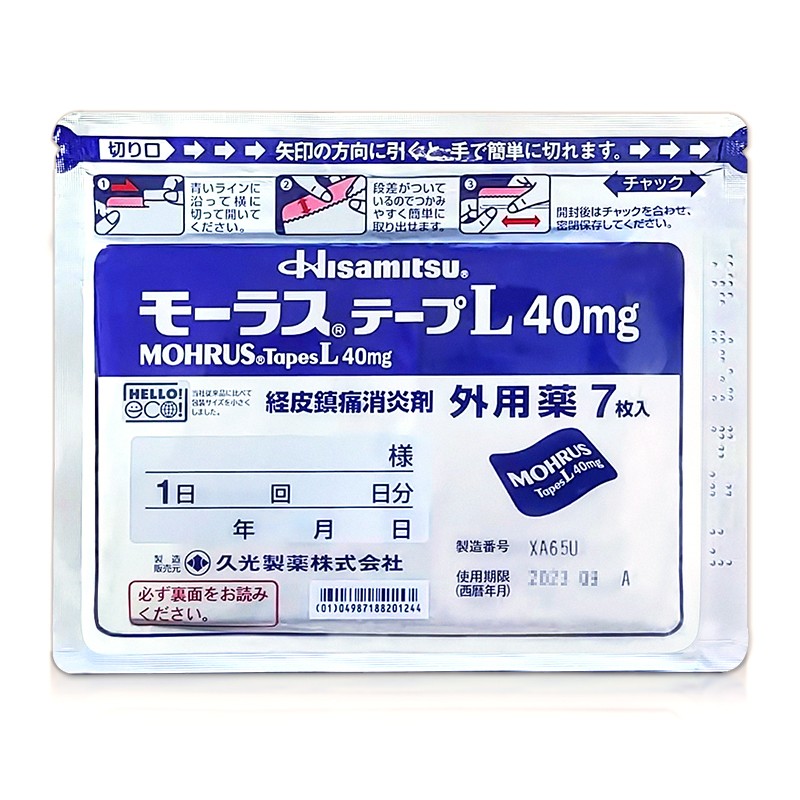 切り口 ➡ ➡ ➡ 矢印の方向に引くと、手で簡単に切れます。➡ ➡ ➡
1
青いラインに
沿って横に
切って開いて
ください。
2
段差がついて
いるのでつかみ
やすく簡単に
取り出せます。
3
チャック
開封後はチャックを合わせ、
密閉保存してください。
Hisamitsu®
モーラス®テープL 40mg
MOHRUS®Tapes L 40mg
HELLO!
eco!
当社従来品に比べて
包装サイズを小さく
しました。
経皮鎮痛消炎剤 外用薬 7枚入
様
1日 回 日分
年 月 日
MOHRUS
Tapes L 40mg
製造
販売元 久光製薬株式会社
製造番号 XA65U
使用期限 2023 09 A
(西暦年月)
必ず裏面をお読み
ください。
(01)04987188201244